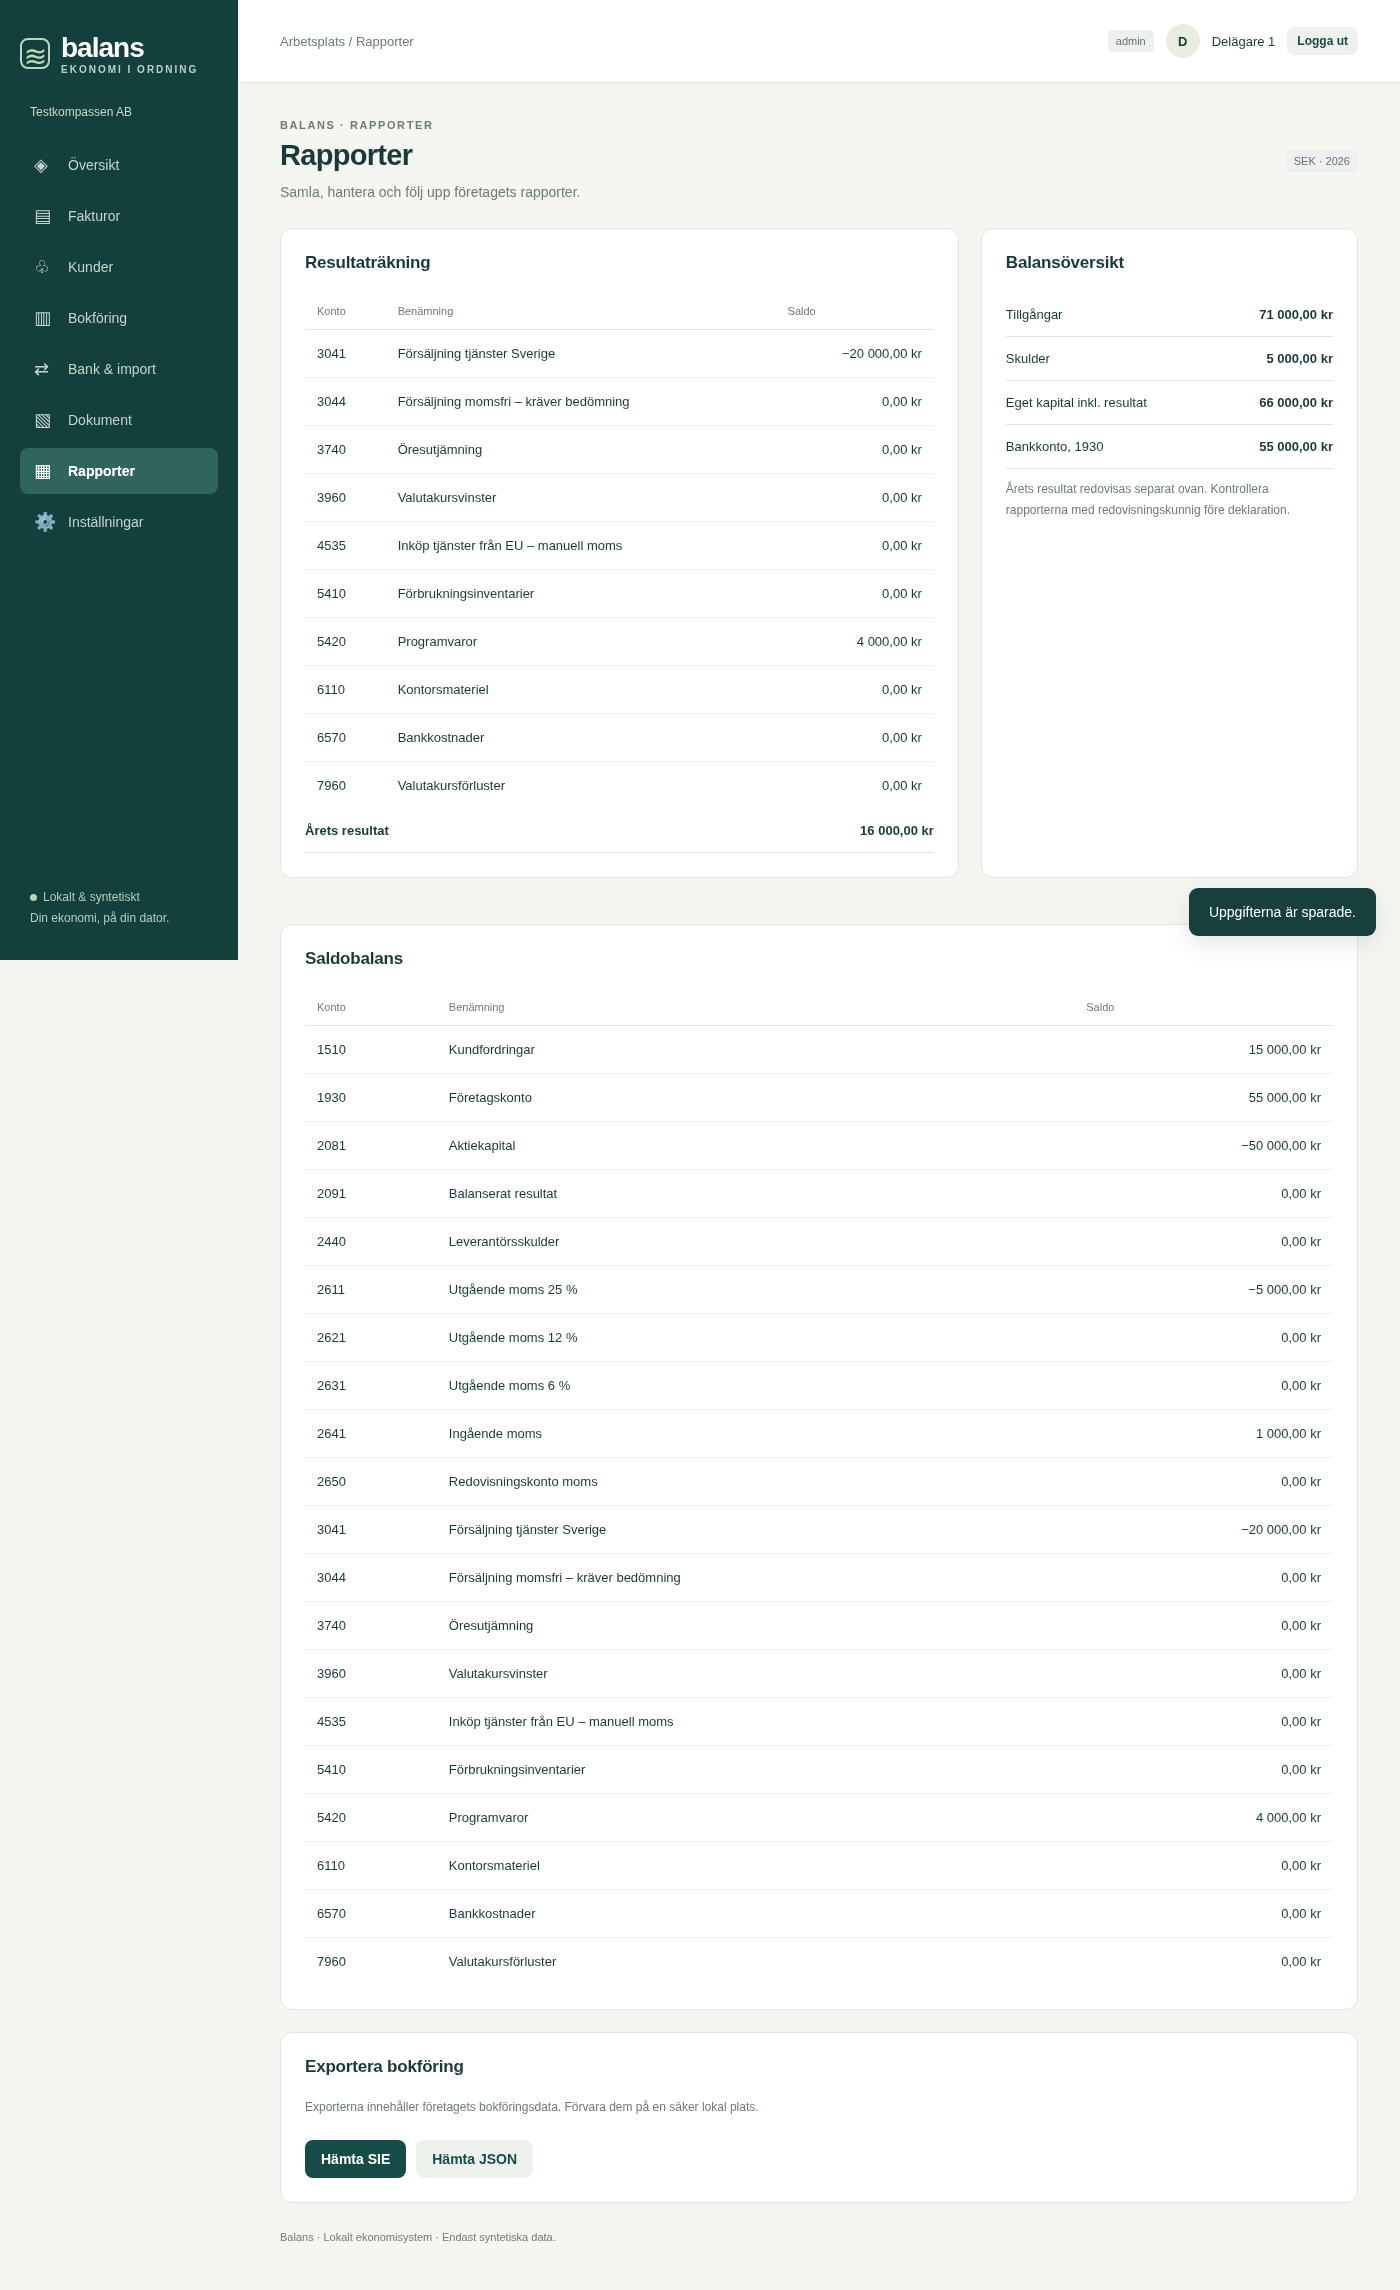 balans
EKONOMI I ORDNING
Testkompassen AB
Översikt
Fakturor
Kunder
Bokföring
Bank & import
Dokument
Rapporter
Inställningar
Lokalt & syntetiskt
Din ekonomi, på din dator.
Arbetsplats / Rapporter
admin D Delägare 1 Logga ut
BALANS · RAPPORTER
Rapporter
SEK · 2026
Samla, hantera och följ upp företagets rapporter.
Resultaträkning
Konto Benämning Saldo
3041 Försäljning tjänster Sverige −20 000,00 kr
3044 Försäljning momsfri – kräver bedömning 0,00 kr
3740 Öresutjämning 0,00 kr
3960 Valutakursvinster 0,00 kr
4535 Inköp tjänster från EU – manuell moms 0,00 kr
5410 Förbrukningsinventarier 0,00 kr
5420 Programvaror 4 000,00 kr
6110 Kontorsmateriel 0,00 kr
6570 Bankkostnader 0,00 kr
7960 Valutakursförluster 0,00 kr
Årets resultat 16 000,00 kr
Balansöversikt
Tillgångar 71 000,00 kr
Skulder 5 000,00 kr
Eget kapital inkl. resultat 66 000,00 kr
Bankkonto, 1930 55 000,00 kr
Årets resultat redovisas separat ovan. Kontrollera
rapporterna med redovisningskunnig före deklaration.
Uppgifterna är sparade.
Saldobalans
Konto Benämning Saldo
1510 Kundfordringar 15 000,00 kr
1930 Företagskonto 55 000,00 kr
2081 Aktiekapital −50 000,00 kr
2091 Balanserat resultat 0,00 kr
2440 Leverantörsskulder 0,00 kr
2611 Utgående moms 25 % −5 000,00 kr
2621 Utgående moms 12 % 0,00 kr
2631 Utgående moms 6 % 0,00 kr
2641 Ingående moms 1 000,00 kr
2650 Redovisningskonto moms 0,00 kr
3041 Försäljning tjänster Sverige −20 000,00 kr
3044 Försäljning momsfri – kräver bedömning 0,00 kr
3740 Öresutjämning 0,00 kr
3960 Valutakursvinster 0,00 kr
4535 Inköp tjänster från EU – manuell moms 0,00 kr
5410 Förbrukningsinventarier 0,00 kr
5420 Programvaror 4 000,00 kr
6110 Kontorsmateriel 0,00 kr
6570 Bankkostnader 0,00 kr
7960 Valutakursförluster 0,00 kr
Exportera bokföring
Exporterna innehåller företagets bokföringsdata. Förvara dem på en säker lokal plats.
Hämta SIE Hämta JSON
Balans · Lokalt ekonomisystem · Endast syntetiska data.